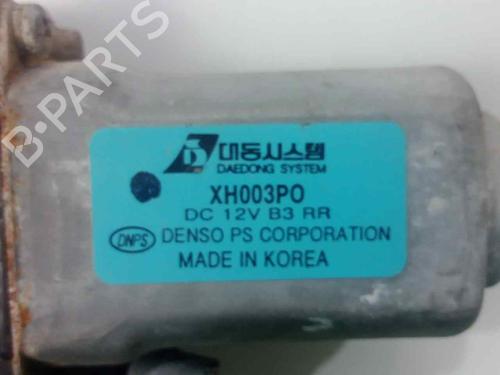 B-PARTS
대동시스템
DAEDONG SYSTEM
XH003PO
DC 12V B3 RR
DNPS DENSO PS CORPORATION
MADE IN KOREA